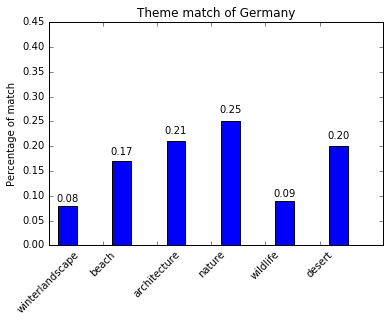 Theme match of Germany
Percentage of match
0.45
0.40
0.35
0.30
0.25
0.20
0.15
0.10
0.05
0.00
0.08
0.17
0.21
0.25
0.09
0.20
winterlandscape
beach
architecture
nature
wildlife
desert